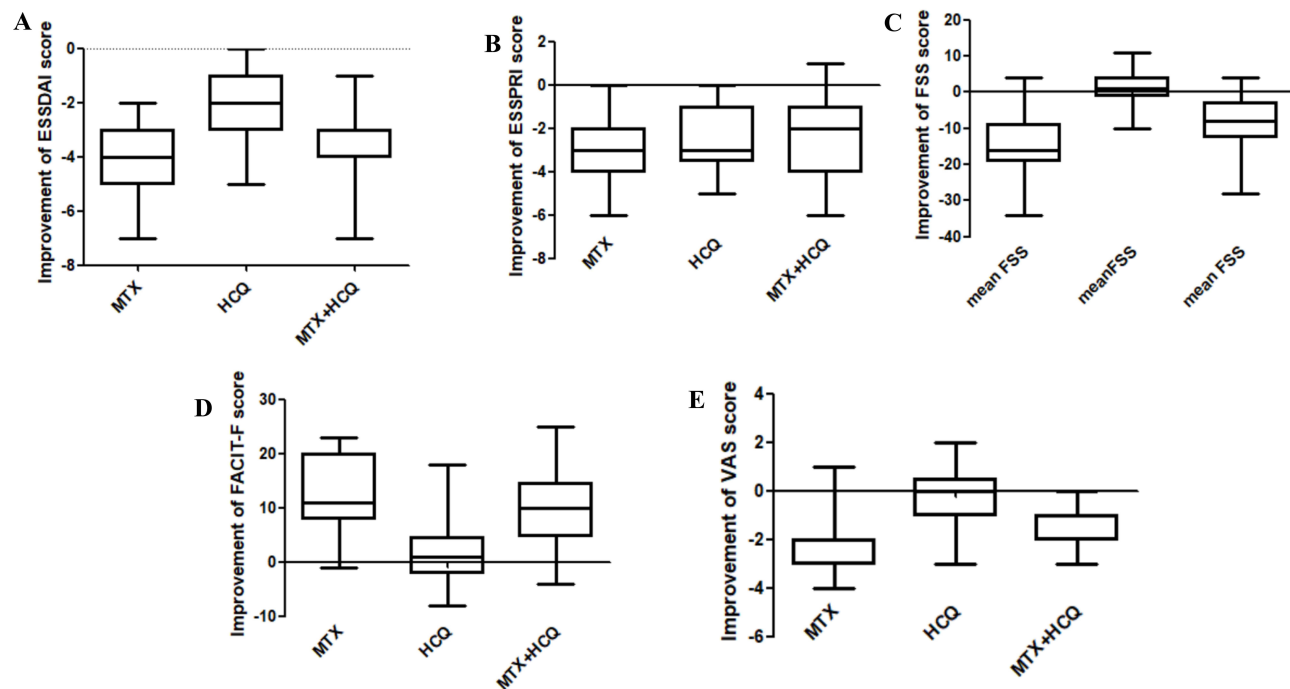 A
Improvement of ESSDAI score
0
-2
-4
-6
-8
MTX
HCQ
MTX+HCQ
B
Improvement of ESSPRI score
2
0
-2
-4
-6
-8
MTX
HCQ
MTX+HCQ
C
Improvement of FSS score
20
10
0
-10
-20
-30
-40
mean FSS
meanFSS
mean FSS
D
Improvement of FACIT-F score
30
20
10
0
-10
MTX
HCQ
MTX+HCQ
E
Improvement of VAS score
4
2
0
-2
-4
-6
MTX
HCQ
MTX+HCQ